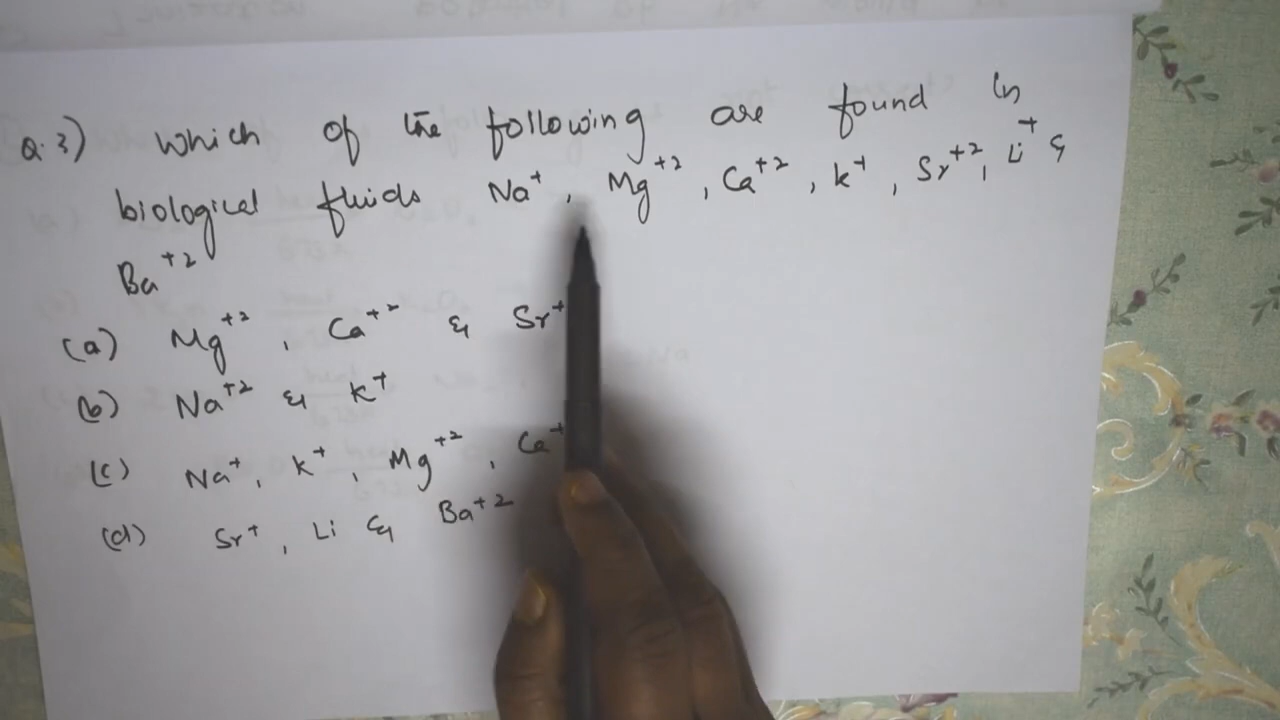 Q.3) which of the following are found in
biological fluids Na⁺, Mg⁺², Ca⁺², K⁺, Sr⁺², Li⁺ &
Ba⁺²
(a) Mg⁺², Ca⁺² & Sr⁺
(b) Na⁺² & K⁺
(c) Na⁺, K⁺, Mg⁺², Ca⁺
(d) Sr⁺, Li & Ba⁺²